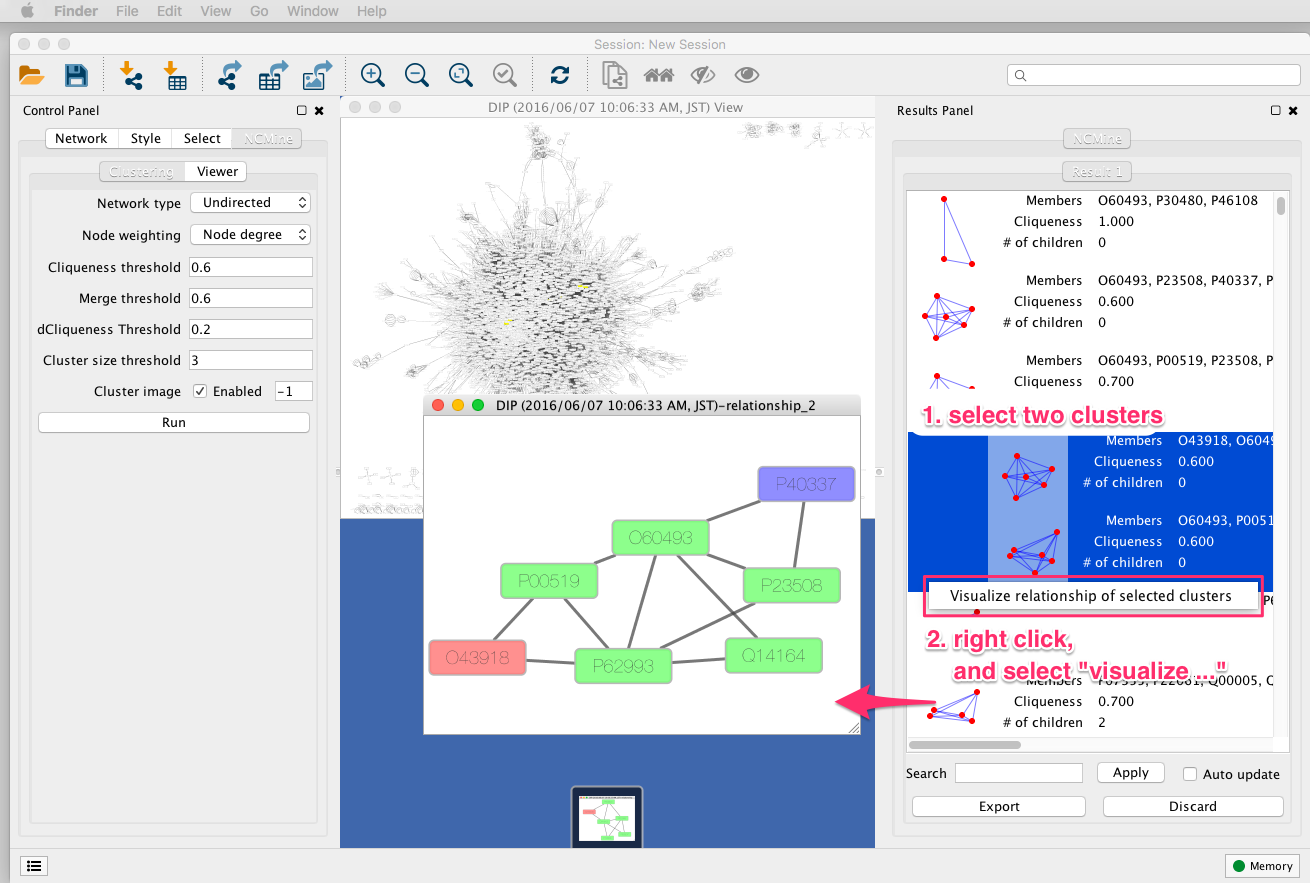 Finder File Edit View Go Window Help
Session: New Session
Control Panel
Network Style Select NCMine
Clustering Viewer
Network type Undirected
Node weighting Node degree
Cliqueness threshold 0.6
Merge threshold 0.6
dCliqueness Threshold 0.2
Cluster size threshold 3
Cluster image Enabled -1
Run
DIP (2016/06/07 10:06:33 AM, JST) View
DIP (2016/06/07 10:06:33 AM, JST)-relationship_2
P40337
O60493
P00519
P23508
O43918
P62993
Q14164
Results Panel
NCMine
Result 1
Members O60493, P30480, P46108
Cliqueness 1.000
# of children 0
Members O60493, P23508, P40337, P
Cliqueness 0.600
# of children 0
Members O60493, P00519, P23508, P
Cliqueness 0.700
1. select two clusters
Members O43918, O6049
Cliqueness 0.600
# of children 0
Members O60493, P0051
Cliqueness 0.600
# of children 0
Visualize relationship of selected clusters
2. right click,
and select "visualize ..."
Members P22681, Q00005, Q
Cliqueness 0.700
# of children 2
Search Apply Auto update
Export Discard
Memory